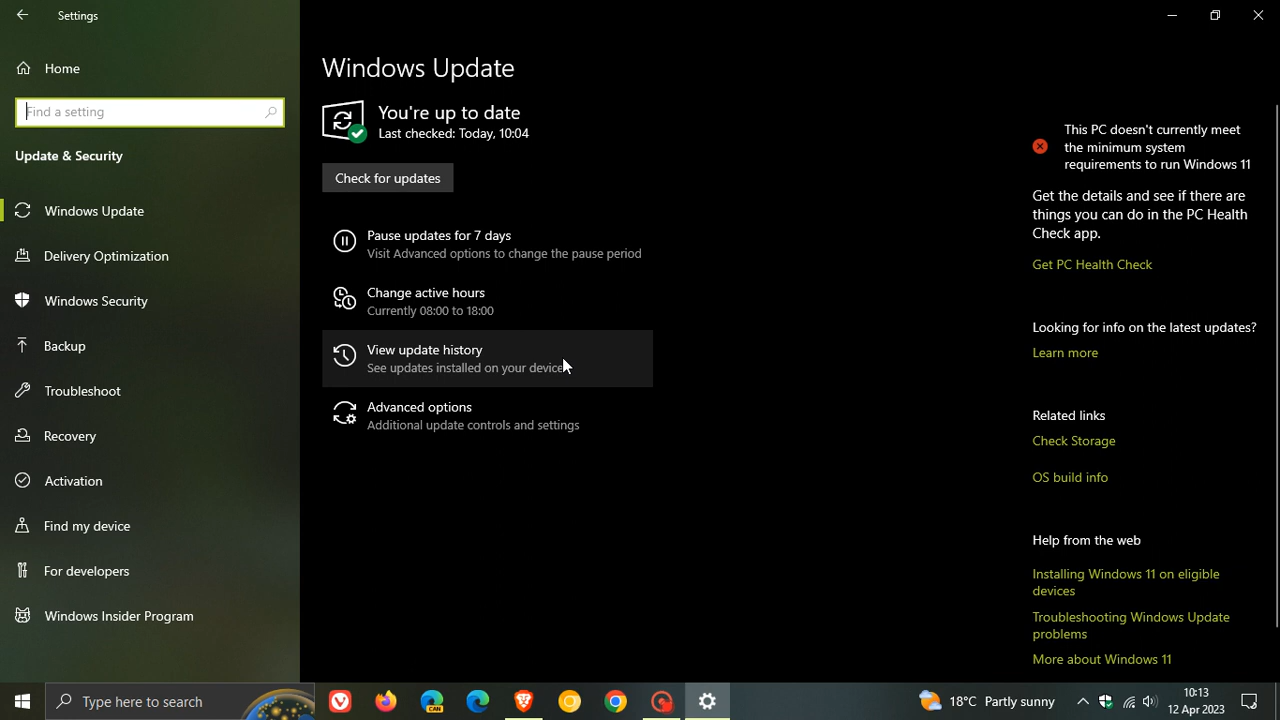 Settings
Home
Find a setting
Update & Security
Windows Update
Delivery Optimization
Windows Security
Backup
Troubleshoot
Recovery
Activation
Find my device
For developers
Windows Insider Program
Windows Update
You're up to date
Last checked: Today, 10:04
Check for updates
Pause updates for 7 days
Visit Advanced options to change the pause period
Change active hours
Currently 08:00 to 18:00
View update history
See updates installed on your device
Advanced options
Additional update controls and settings
This PC doesn't currently meet
the minimum system
requirements to run Windows 11
Get the details and see if there are
things you can do in the PC Health
Check app.
Get PC Health Check
Looking for info on the latest updates?
Learn more
Related links
Check Storage
OS build info
Help from the web
Installing Windows 11 on eligible
devices
Troubleshooting Windows Update
problems
More about Windows 11
Type here to search
CAN
18°C Partly sunny
10:13
12 Apr 2023